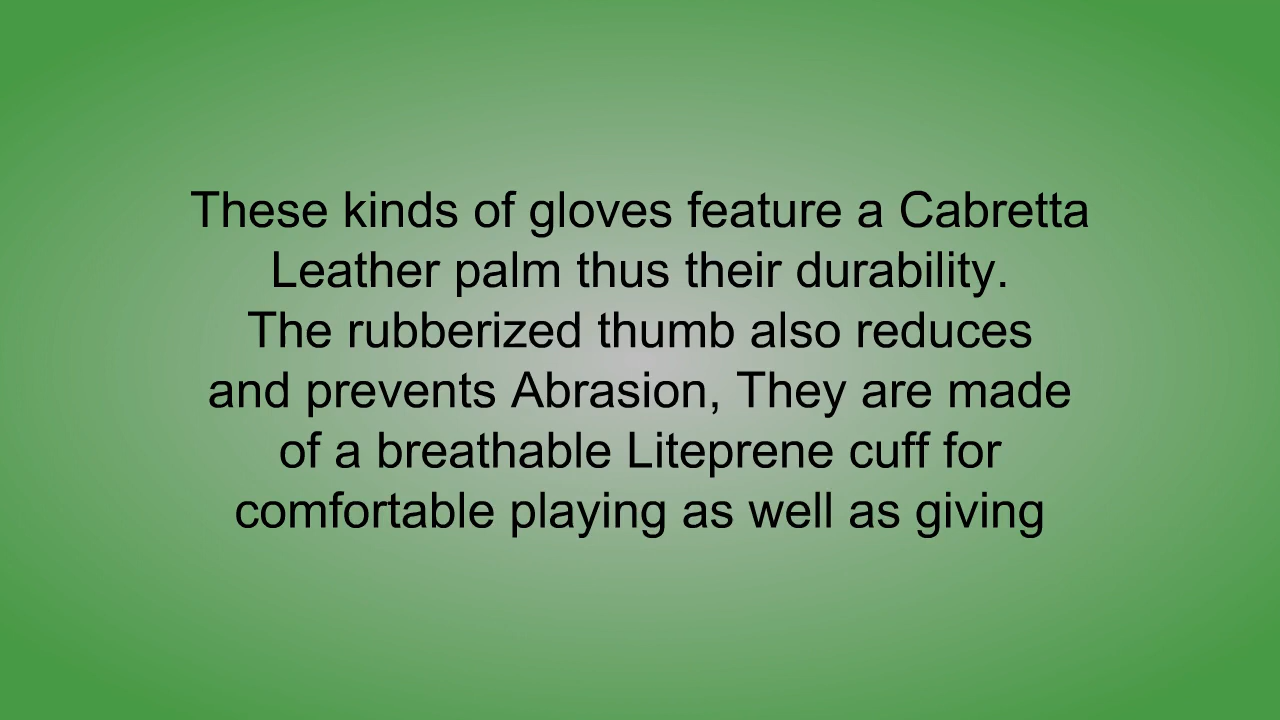 These kinds of gloves feature a Cabretta
Leather palm thus their durability.
The rubberized thumb also reduces
and prevents Abrasion, They are made
of a breathable Liteprene cuff for
comfortable playing as well as giving